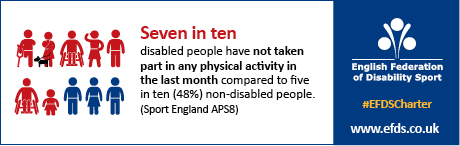 Seven in ten
disabled people have not taken
part in any physical activity in
the last month compared to five
in ten (48%) non-disabled people.
(Sport England APS8)
English Federation
of Disability Sport
#EFDSCharter
www.efds.co.uk